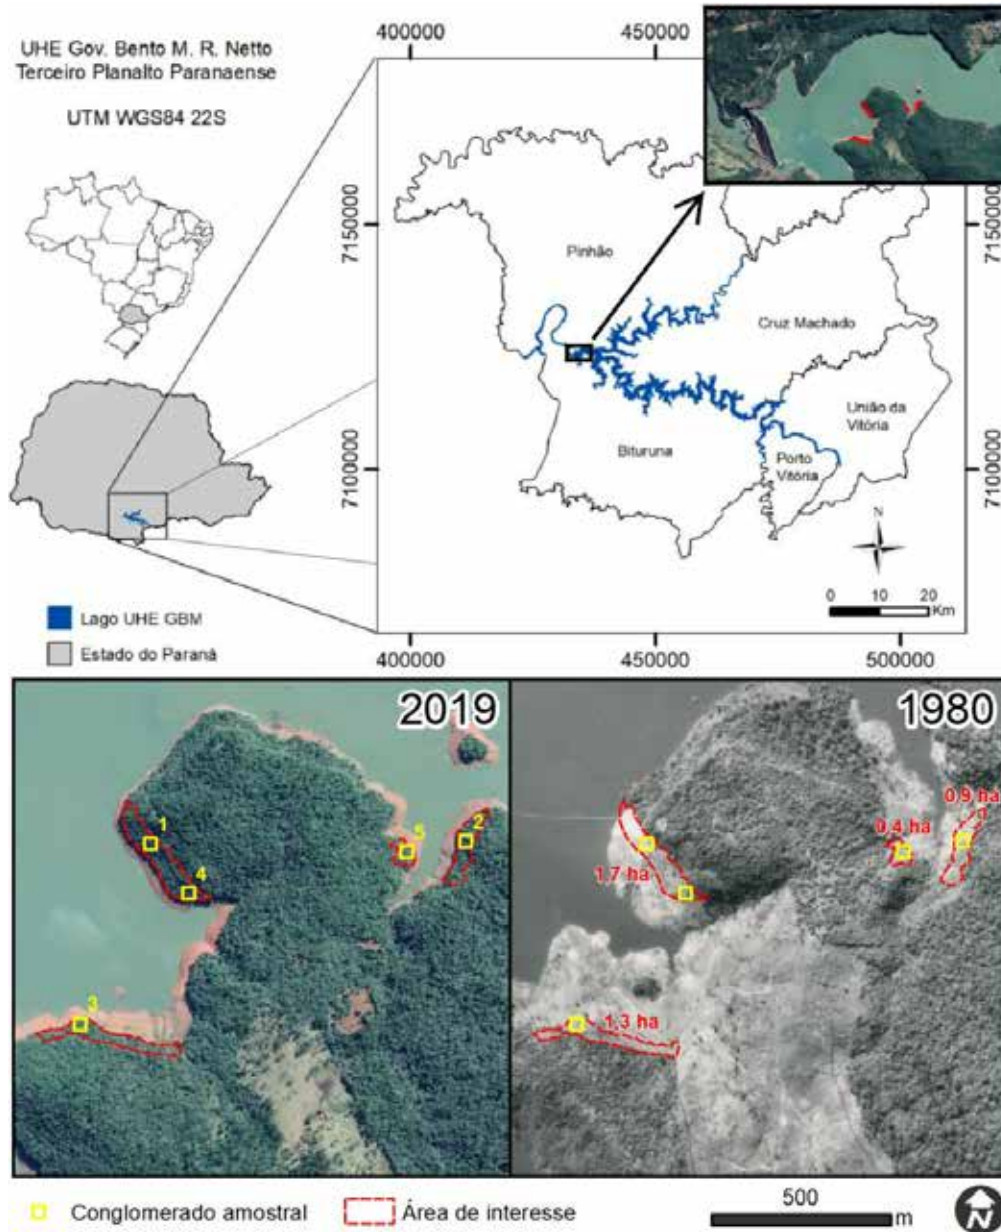 UHE Gov. Bento M. R. Netto
Terceiro Planalto Paranaense
UTM WGS84 22S
400000
450000
7150000
7100000
7150000
7100000
Pinhão
Cruz Machado
União da
Vitória
Porto
Vitória
Bituruna
N
0
10
20
Km
400000
450000
500000
Lago UHE GBM
Estado do Paraná
2019
1
4
5
2
3
1980
0,9 ha
0,4 ha
1,7 ha
1,3 ha
Conglomerado amostral
Área de interesse
500
m
N